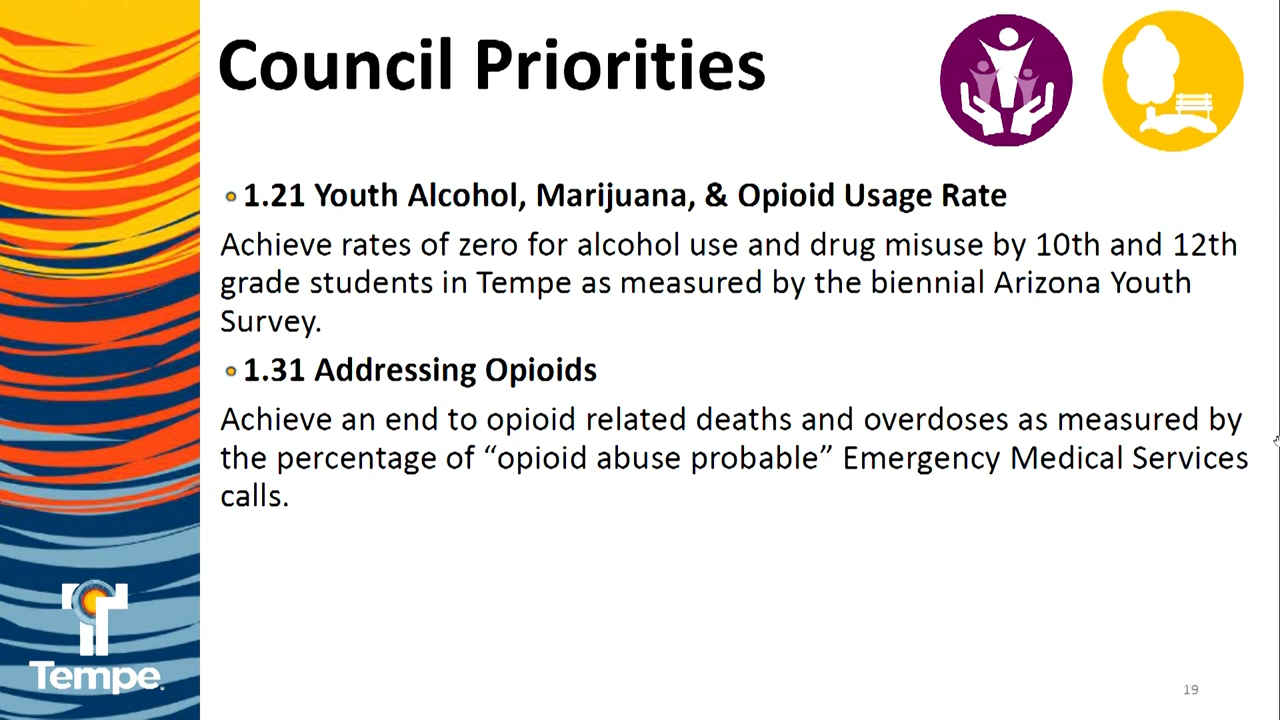 Council Priorities
1.21 Youth Alcohol, Marijuana, & Opioid Usage Rate
Achieve rates of zero for alcohol use and drug misuse by 10th and 12th
grade students in Tempe as measured by the biennial Arizona Youth
Survey.
1.31 Addressing Opioids
Achieve an end to opioid related deaths and overdoses as measured by
the percentage of “opioid abuse probable” Emergency Medical Services
calls.
Tempe
19